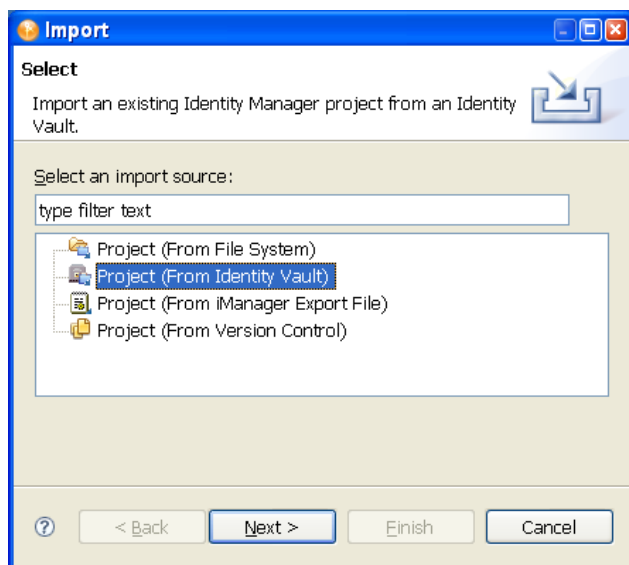 Import
Select
Import an existing Identity Manager project from an Identity
Vault.
Select an import source:
type filter text
Project (From File System)
Project (From Identity Vault)
Project (From iManager Export File)
Project (From Version Control)
? < Back Next > Finish Cancel